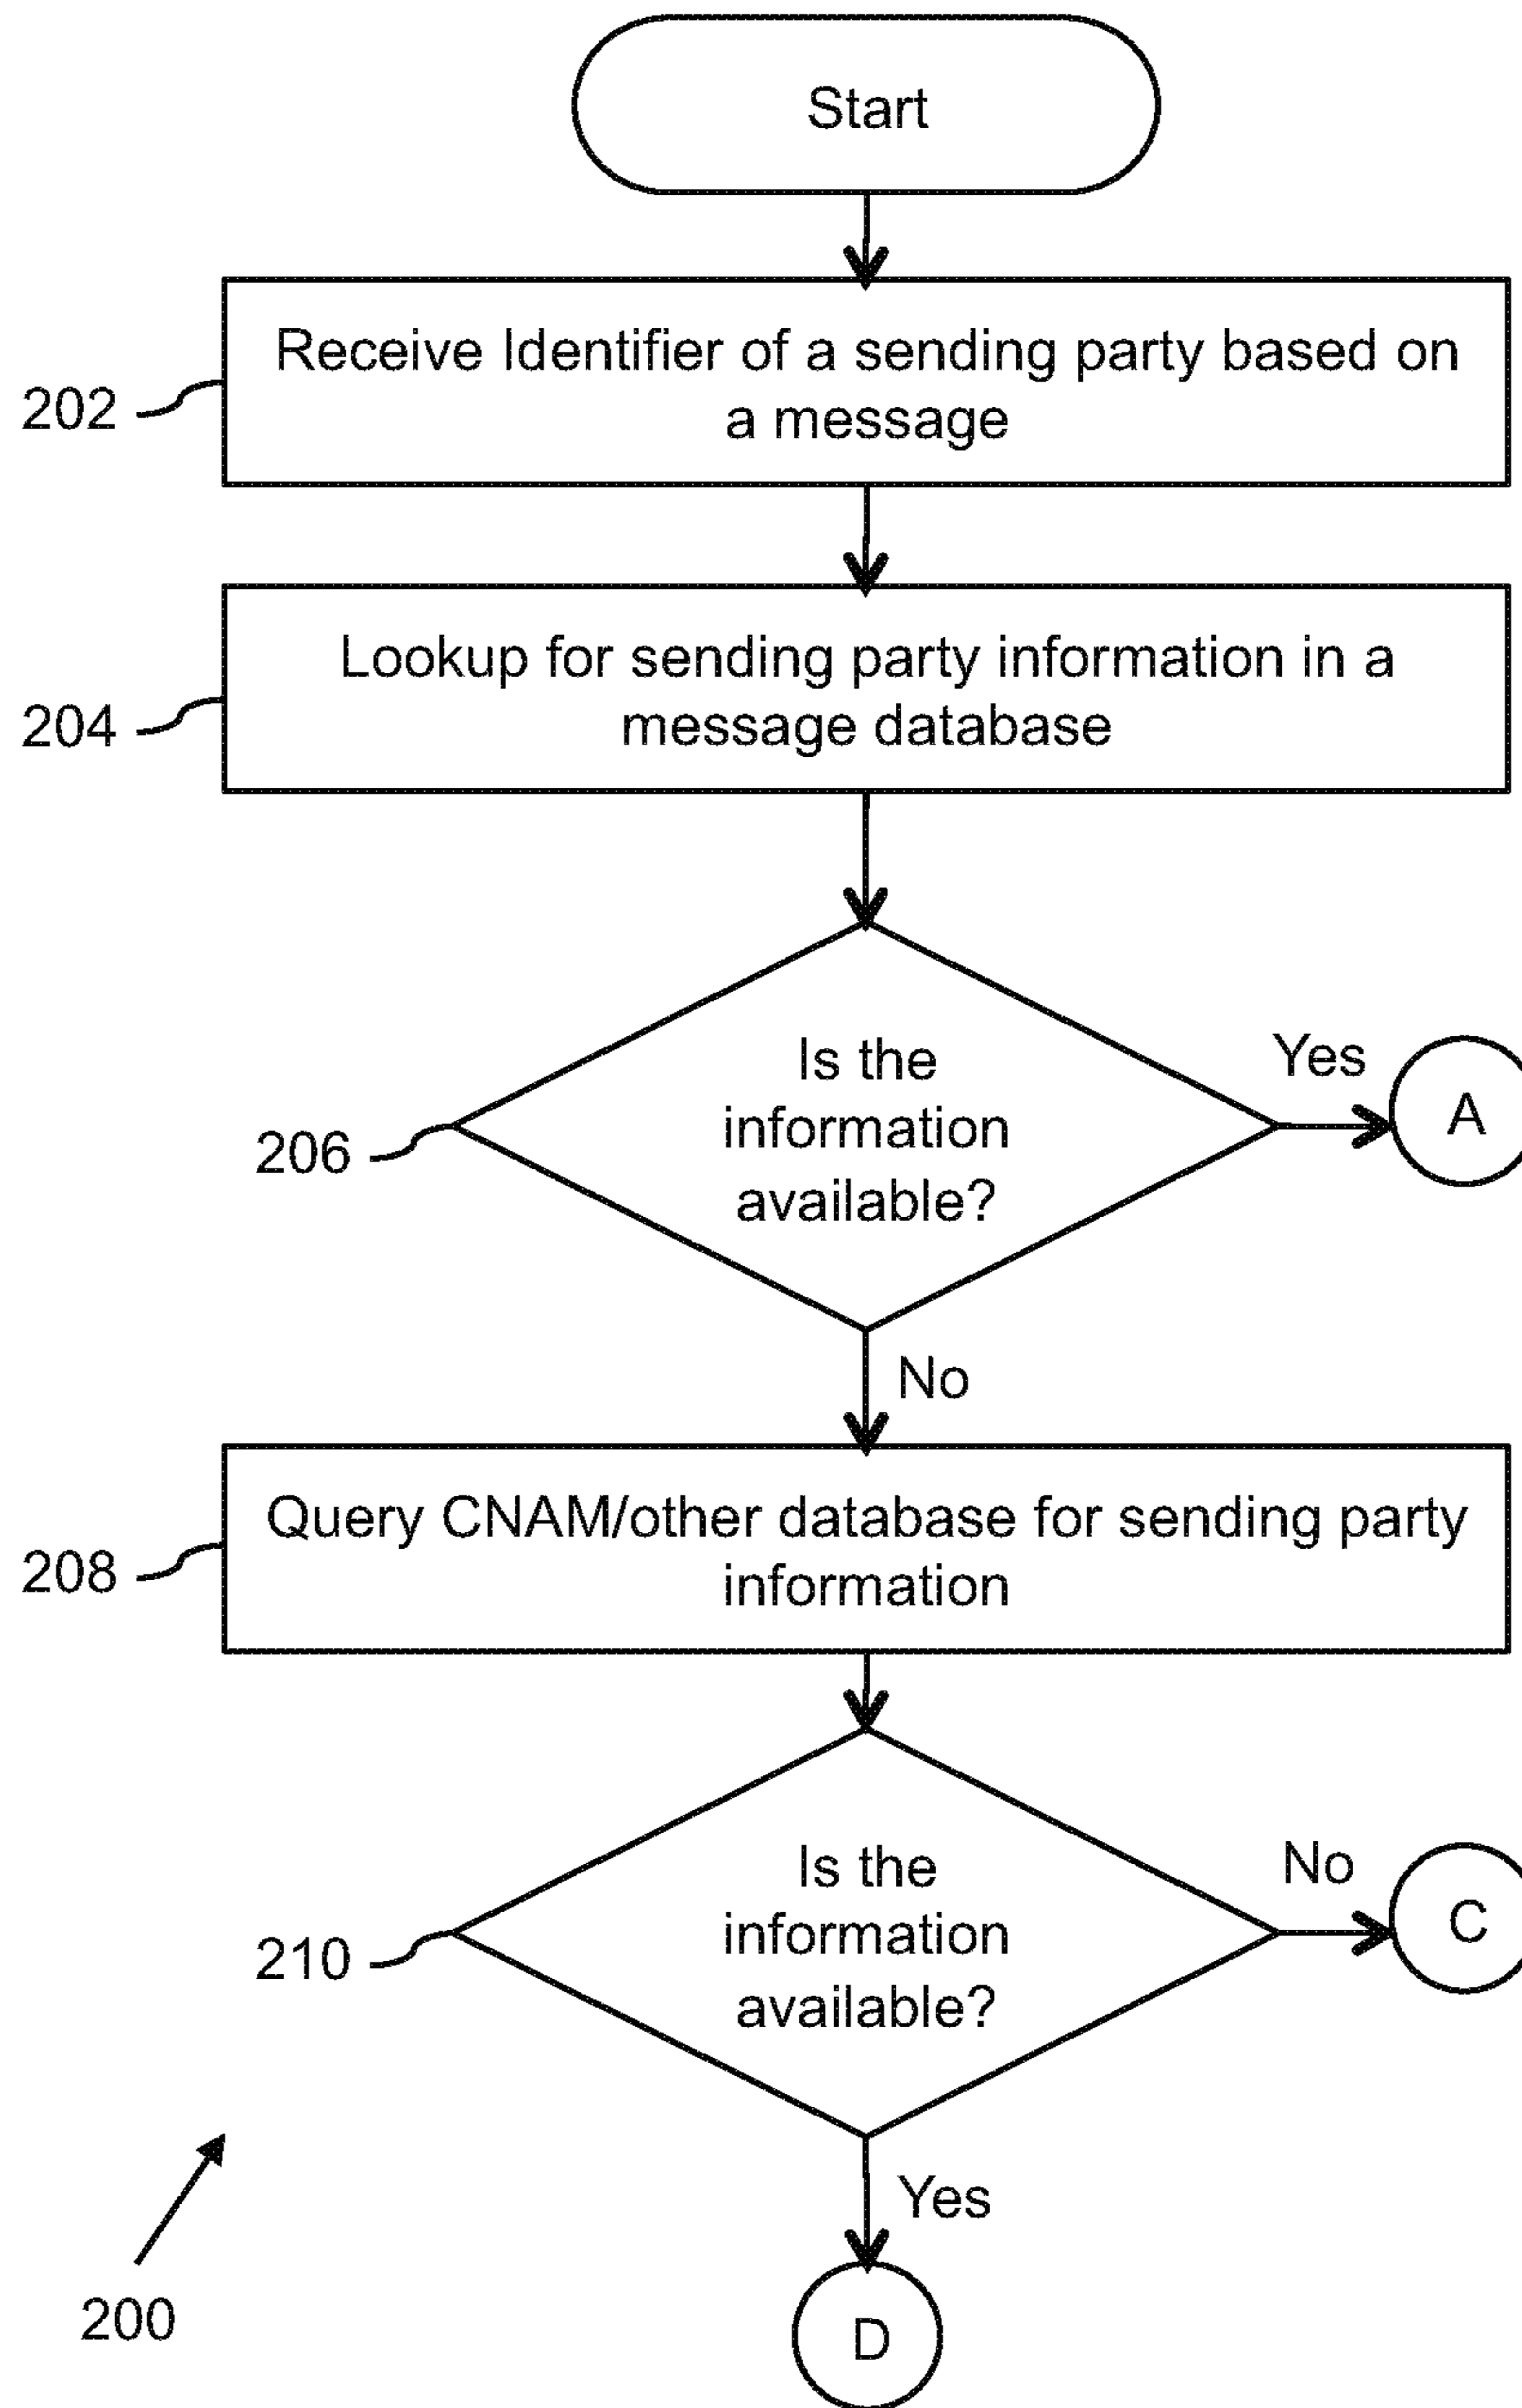 Start
Receive Identifier of a sending party based on
a message
202
Lookup for sending party information in a
message database
204
Is the
information
available?
Yes
A
206
No
Query CNAM/other database for sending party
information
208
Is the
information
available?
No
C
210
Yes
D
200